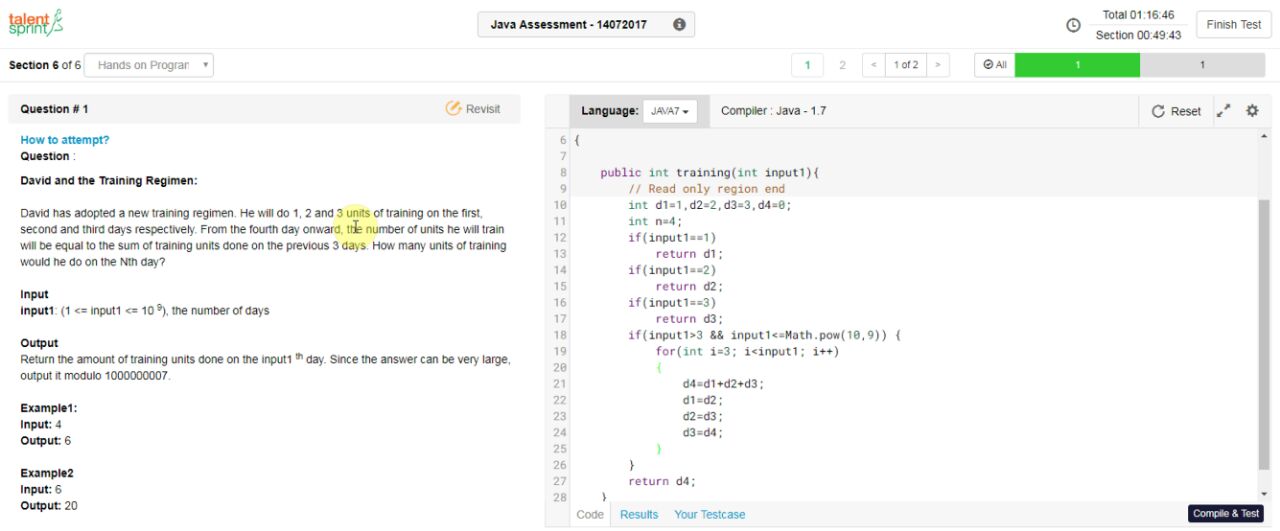 talent
sprint
Java Assessment - 14072017
Total 01:16:46
Section 00:49:43
Finish Test
Section 6 of 6
Hands on Progran
1
2
<
1 of 2
>
All
1
1
Question # 1
Revisit
How to attempt?
Question :
David and the Training Regimen:
David has adopted a new training regimen. He will do 1, 2 and 3 units of training on the first,
second and third days respectively. From the fourth day onward, the number of units he will train
will be equal to the sum of training units done on the previous 3 days. How many units of training
would he do on the Nth day?
Input
input1: (1 <= input1 <= 10 9), the number of days
Output
Return the amount of training units done on the input1 th day. Since the answer can be very large,
output it modulo 1000000007.
Example1:
Input: 4
Output: 6
Example2
Input: 6
Output: 20
Language:
JAVA7
Compiler : Java - 1.7
Reset
6 {
7
8 public int training(int input1){
9 // Read only region end
10 int d1=1,d2=2,d3=3,d4=0;
11 int n=4;
12 if(input1==1)
13 return d1;
14 if(input1==2)
15 return d2;
16 if(input1==3)
17 return d3;
18 if(input1>3 && input1<=Math.pow(10,9)) {
19 for(int i=3; i<input1; i++)
20 {
21 d4=d1+d2+d3;
22 d1=d2;
23 d2=d3;
24 d3=d4;
25 }
26 }
27 return d4;
28 }
Code
Results
Your Testcase
Compile & Test